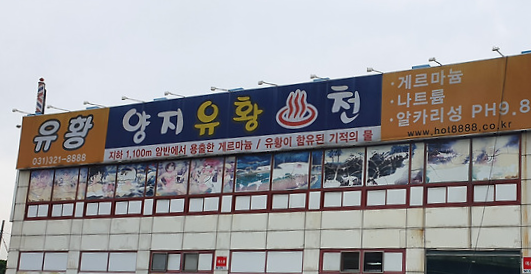 유황
031)321-8888
양지유황♨천
지하 1,100m 암반에서 용출한 게르마늄 / 유황이 함유된 기적의 물
·게르마늄
·나트륨
·알카리성 PH9.8
www.hot8888.co.kr